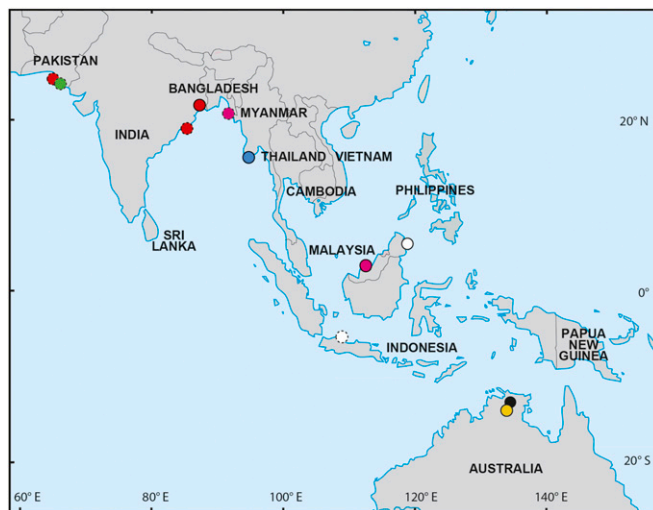 PAKISTAN
BANGLADESH
MYANMAR
20° N
INDIA
THAILAND
VIETNAM
CAMBODIA
PHILIPPINES
SRI
LANKA
MALAYSIA
0°
INDONESIA
PAPUA
NEW
GUINEA
AUSTRALIA
20° S
60° E
80° E
100° E
120° E
140° E